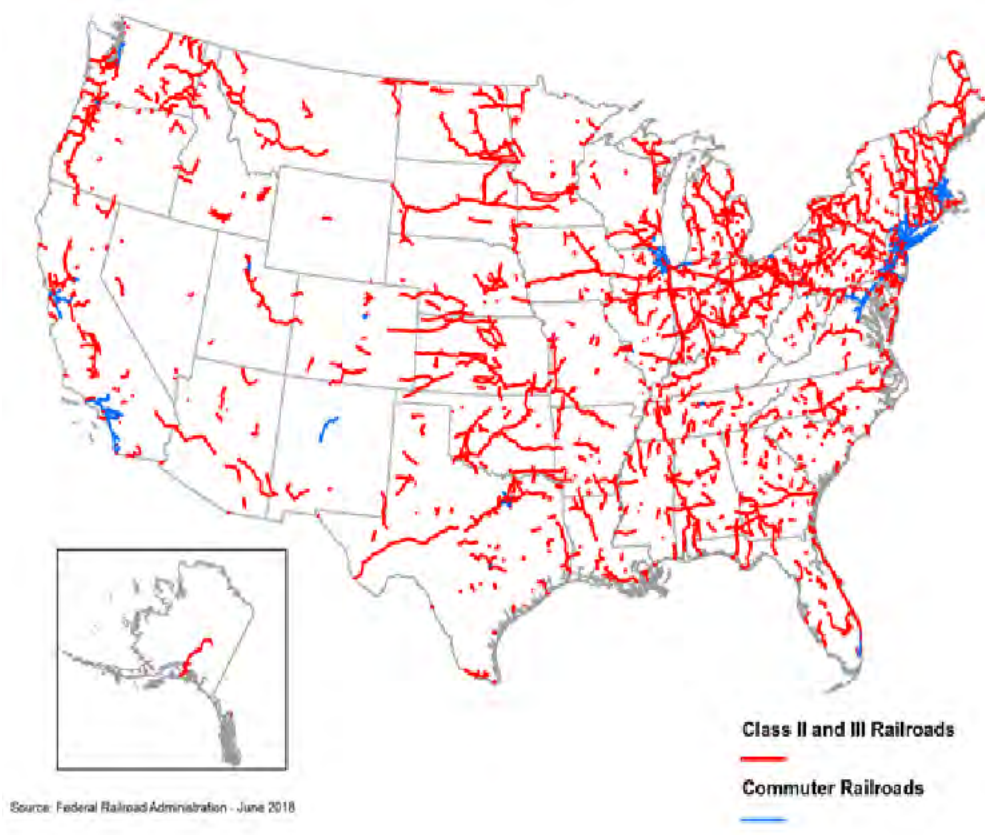 Class II and III Railroads
Commuter Railroads
Source: Federal Railroad Administration - June 2018